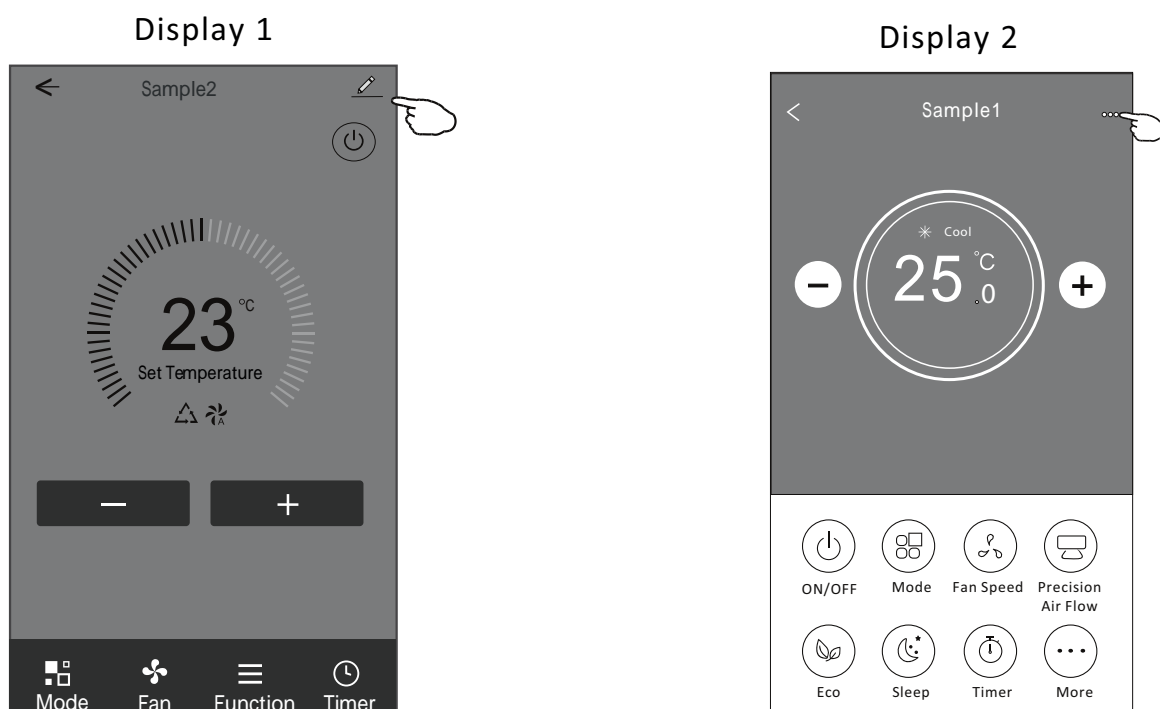 Display 1
Sample2
23 °C
Set Temperature
A
Mode Fan Function Timer
Display 2
Sample1
Cool
25 °C
.0
ON/OFF Mode Fan Speed Precision
Air Flow
Eco Sleep Timer More